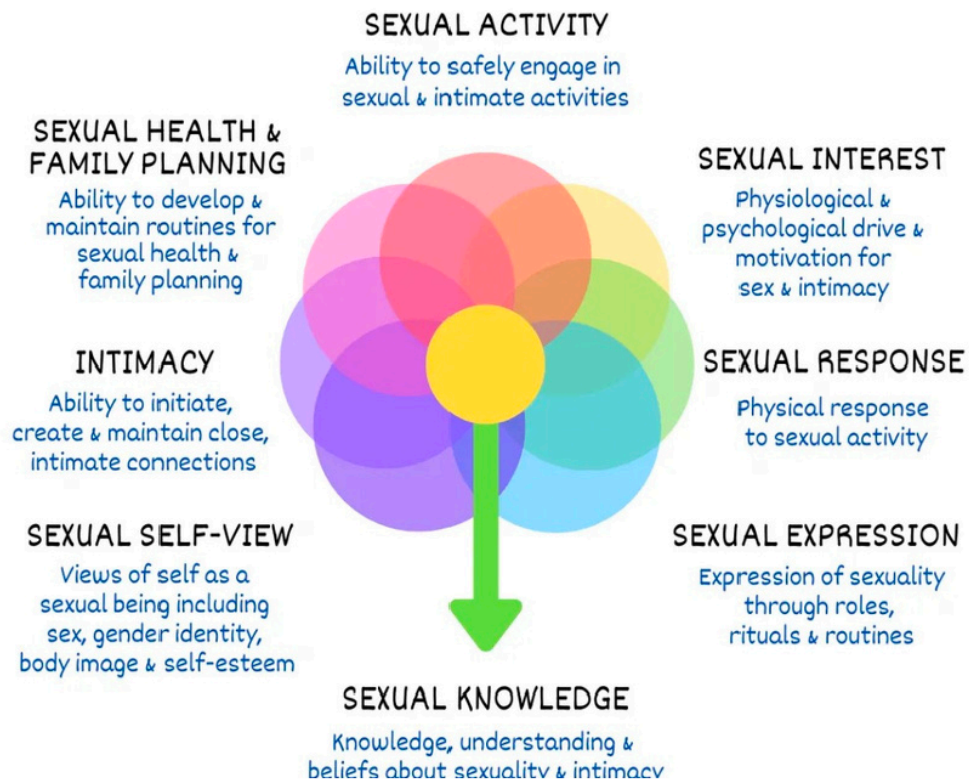 SEXUAL ACTIVITY
Ability to safely engage in
sexual & intimate activities
SEXUAL HEALTH &
FAMILY PLANNING
Ability to develop &
maintain routines for
sexual health &
family planning
SEXUAL INTEREST
Physiological &
psychological drive &
motivation for
sex & intimacy
INTIMACY
Ability to initiate,
create & maintain close,
intimate connections
SEXUAL RESPONSE
Physical response
to sexual activity
SEXUAL SELF-VIEW
Views of self as a
sexual being including
sex, gender identity,
body image & self-esteem
SEXUAL EXPRESSION
Expression of sexuality
through roles,
rituals & routines
SEXUAL KNOWLEDGE
Knowledge, understanding &
beliefs about sexuality & intimacy